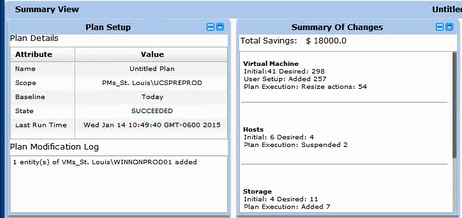 Summary View
Plan Setup
Plan Details
Attribute Value
Name Untitled Plan
Scope PMs_St. Louis\UCSPREPROD
Baseline Today
State SUCCEEDED
Last Run Time Wed Jan 14 10:49:40 GMT-0600 2015
Plan Modification Log
1 entity(s) of VMs_St. Louis\WINNONPROD01 added
Untitle
Summary Of Changes
Total Savings: $ 18000.0
Virtual Machine
Initial:41 Desired: 298
User Setup: Added 257
Plan Execution: Resize actions: 54
Hosts
Initial: 6 Desired: 4
Plan Execution: Suspended 2
Storage
Initial: 4 Desired: 11
Plan Execution: Added 7